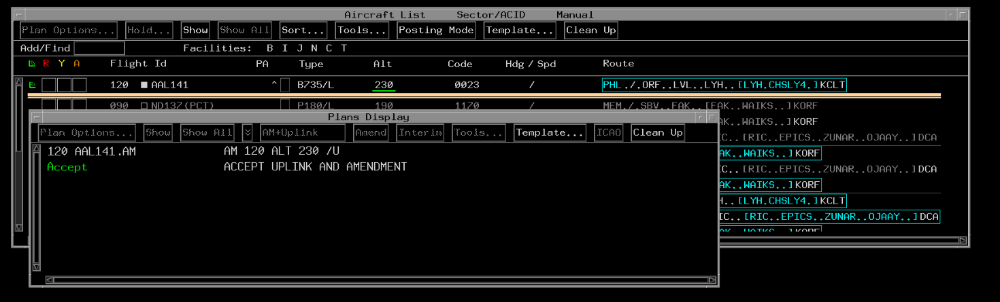 Aircraft List Sector/ACID Manual
Plan Options... Hold... Show Show All Sort... Tools... Posting Mode Template... Clean Up
Add/Find Facilities: B I J N C T
R Y A Flight Id PA Type Alt Code Hdg / Spd Route
120 AAL141 ^ B735/L 230 0023 / PHL./.ORF..LVL..LYH..[LYH.CHSLY4.]KCLT
090 ND137(PCT) P180/L 190 1170 / MEM./.SBV..FAK..[FAK..WAIKS..]KORF
AK..WAIKS..]KORF
IC..[RIC..EPICS..ZUNAR..OJAAY..]DCA
AK..WAIKS..]KORF
IC..[RIC..EPICS..ZUNAR..OJAAY..]DCA
AK..WAIKS..]KORF
H..[LYH.CHSLY4.]KCLT
IC..[RIC..EPICS..ZUNAR..OJAAY..]DCA
AK..WAIKS..]KORF
Plans Display
Plan Options... Show Show All AM+Uplink Amend Interim Tools... Template... ICAO Clean Up
120 AAL141.AM AM 120 ALT 230 /U
Accept ACCEPT UPLINK AND AMENDMENT